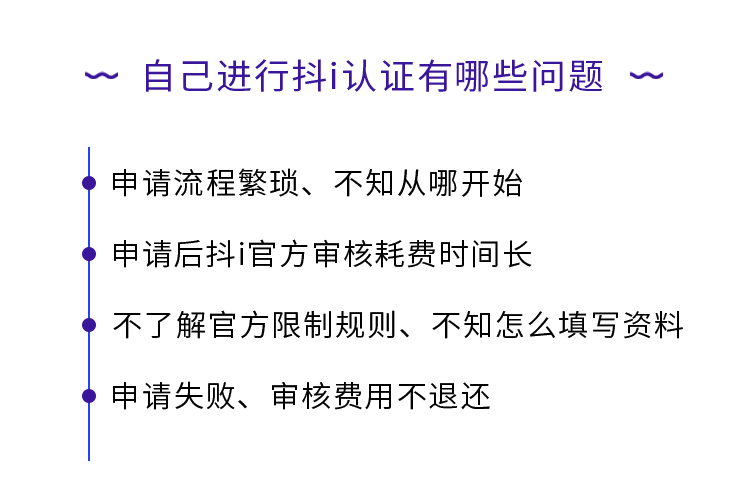 自己进行抖i认证有哪些问题
申请流程繁琐、不知从哪开始
申请后抖i官方审核耗费时间长
不了解官方限制规则、不知怎么填写资料
申请失败、审核费用不退还